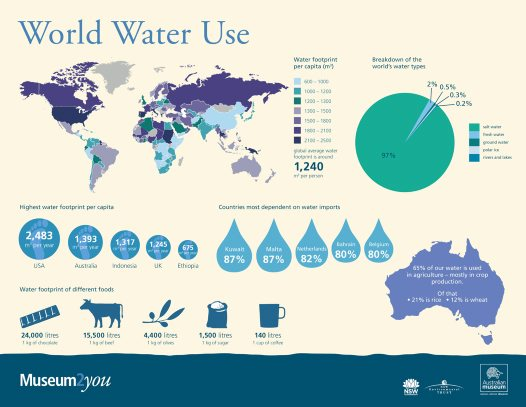 World Water Use
Water footprint
per capita (m³)
600 – 1000
1000 – 1200
1200 – 1300
1300 – 1500
1500 – 1800
1800 – 2100
2100 – 2500
global average water
footprint is around
1,240
m³ per person
Breakdown of the
world's water types
2%
0.5%
0.3%
0.2%
97%
salt water
fresh water
ground water
polar ice
rivers and lakes
Highest water footprint per capita
2,483
m³ per year
USA
1,393
m³ per year
Australia
1,317
m³ per year
Indonesia
1,245
m³ per year
UK
675
m³ per year
Ethiopia
Countries most dependent on water imports
Kuwait
87%
Malta
87%
Netherlands
82%
Bahrain
80%
Belgium
80%
65% of our water is used
in agriculture – mostly in crop
production.
Of that
• 21% is rice • 12% is wheat
Water footprint of different foods
24,000 litres
1 kg of chocolate
15,500 litres
1 kg of beef
4,400 litres
1 kg of olives
1,500 litres
1 kg of sugar
140 litres
1 cup of coffee
Museum2you
NSW
Environmental
TRUST
Australian
museum